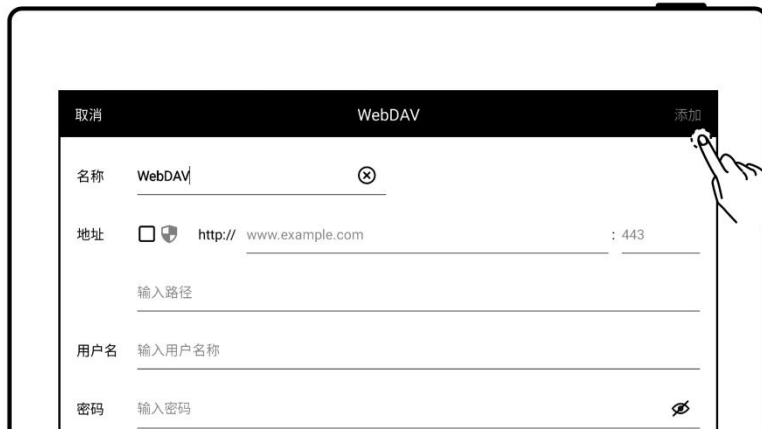 取消 WebDAV 添加
名称 WebDAV
地址 http:// www.example.com : 443
输入路径
用户名 输入用户名称
密码 输入密码